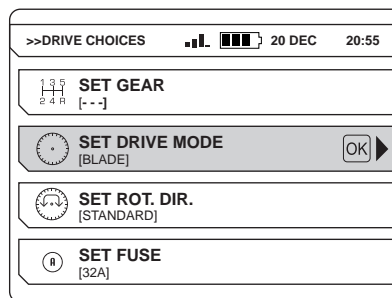 >>DRIVE CHOICES 20 DEC 20:55
1 3 5
2 4 R
SET GEAR
[- - -]
SET DRIVE MODE
[BLADE]
OK
SET ROT. DIR.
[STANDARD]
A
SET FUSE
[32A]